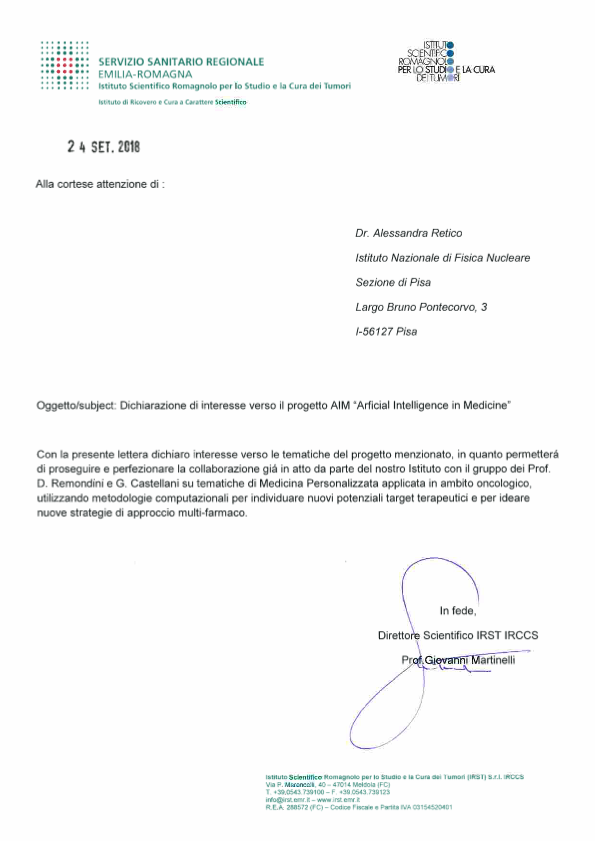 SERVIZIO SANITARIO REGIONALE
EMILIA-ROMAGNA
Istituto Scientifico Romagnolo per lo Studio e la Cura dei Tumori
Istituto di Ricovero e Cura a Carattere Scientifico
ISTITUTO
SCIENTIFICO
ROMAGNOLO
PER LO STUDIO E LA CURA
DEI TUMORI
24 SET. 2018
Alla cortese attenzione di :
Dr. Alessandra Retico
Istituto Nazionale di Fisica Nucleare
Sezione di Pisa
Largo Bruno Pontecorvo, 3
I-56127 Pisa
Oggetto/subject: Dichiarazione di interesse verso il progetto AIM “Arficial Intelligence in Medicine”
Con la presente lettera dichiaro interesse verso le tematiche del progetto menzionato, in quanto permetterá
di proseguire e perfezionare la collaborazione giá in atto da parte del nostro Istituto con il gruppo dei Prof.
D. Remondini e G. Castellani su tematiche di Medicina Personalizzata applicata in ambito oncologico,
utilizzando metodologie computazionali per individuare nuovi potenziali target terapeutici e per ideare
nuove strategie di approccio multi-farmaco.
In fede,
Direttore Scientifico IRST IRCCS
Prof.Giovanni Martinelli
Istituto Scientifico Romagnolo per lo Studio e la Cura dei Tumori (IRST) S.r.l. IRCCS
Via P. Maroncelli, 40 – 47014 Meldola (FC)
T. +39.0543.739100 – F. +39.0543.739123
info@irst.emr.it – www.irst.emr.it
R.E.A. 288572 (FC) – Codice Fiscale e Partita IVA 03154520401